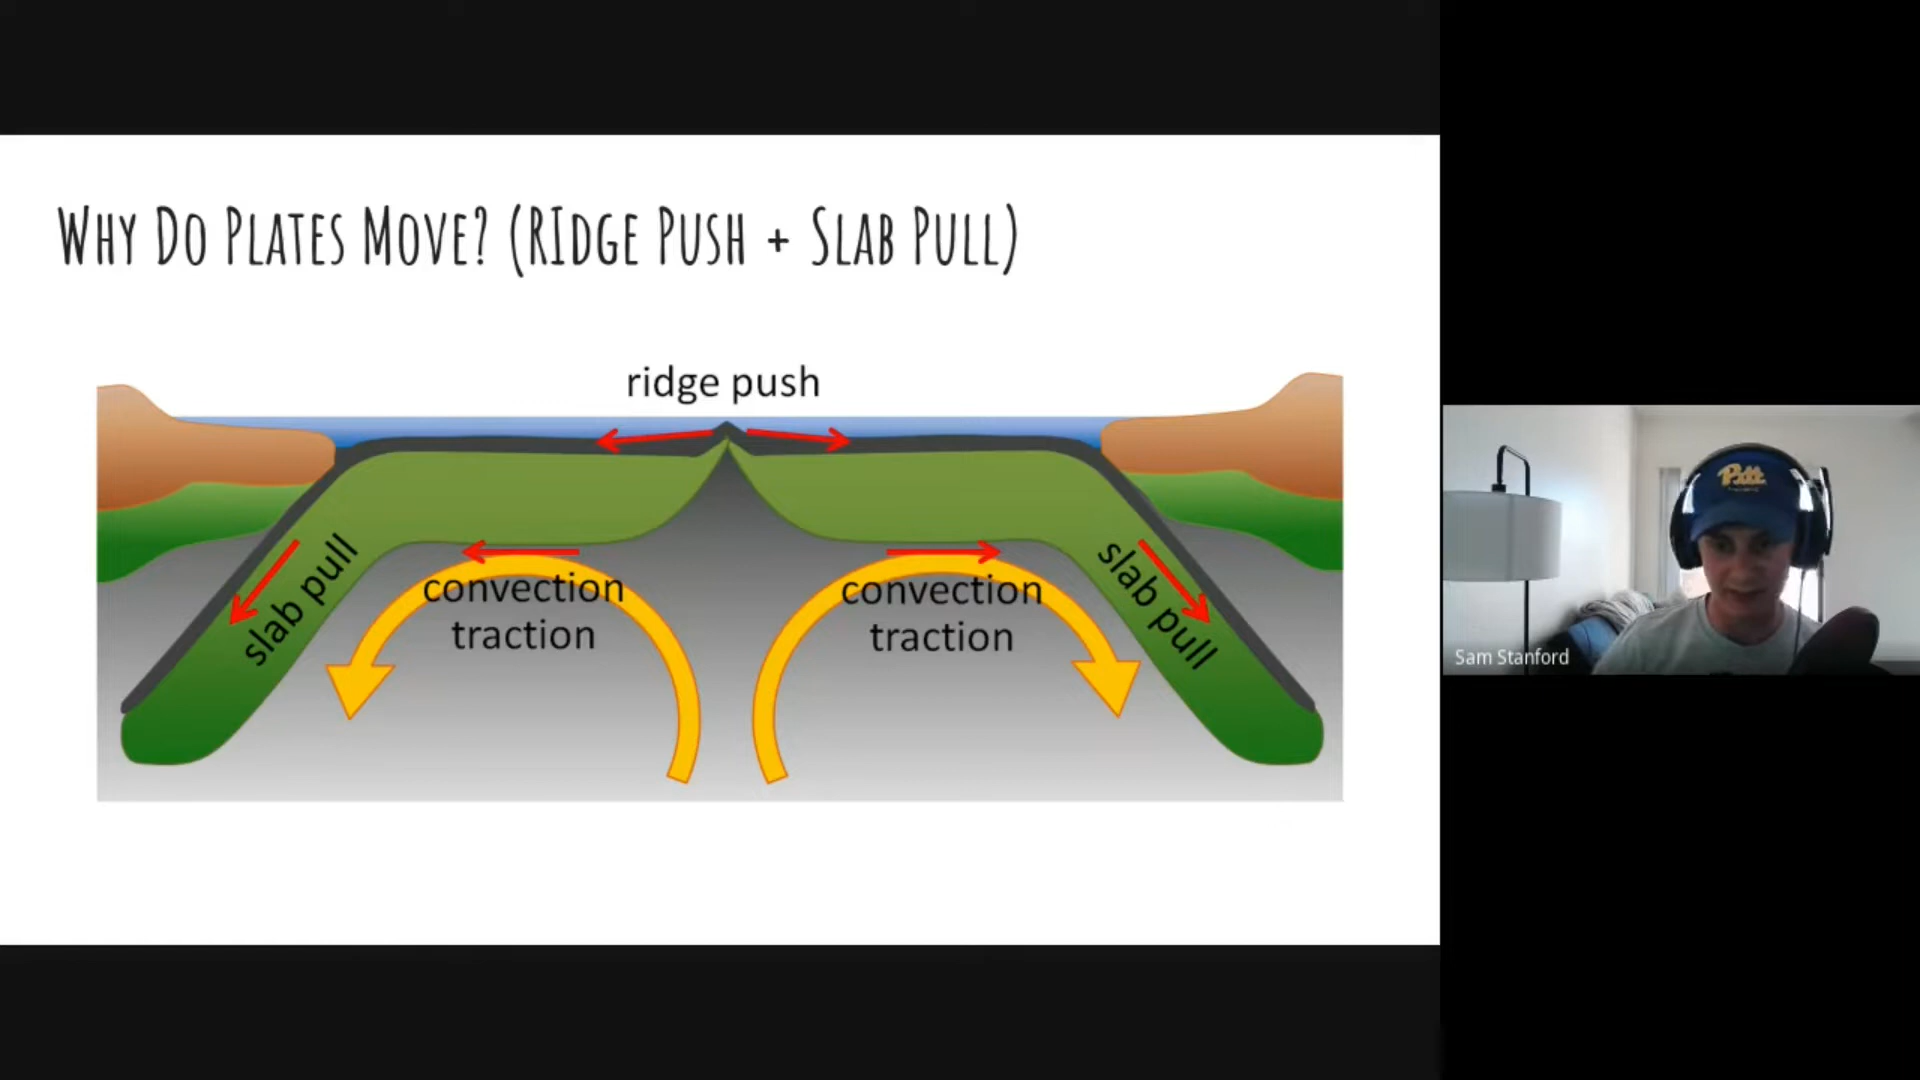 WHY DO PLATES MOVE? (RIDGE PUSH + SLAB PULL)
ridge push
slab pull
convection
traction
convection
traction
slab pull
Pitt
Sam Stanford